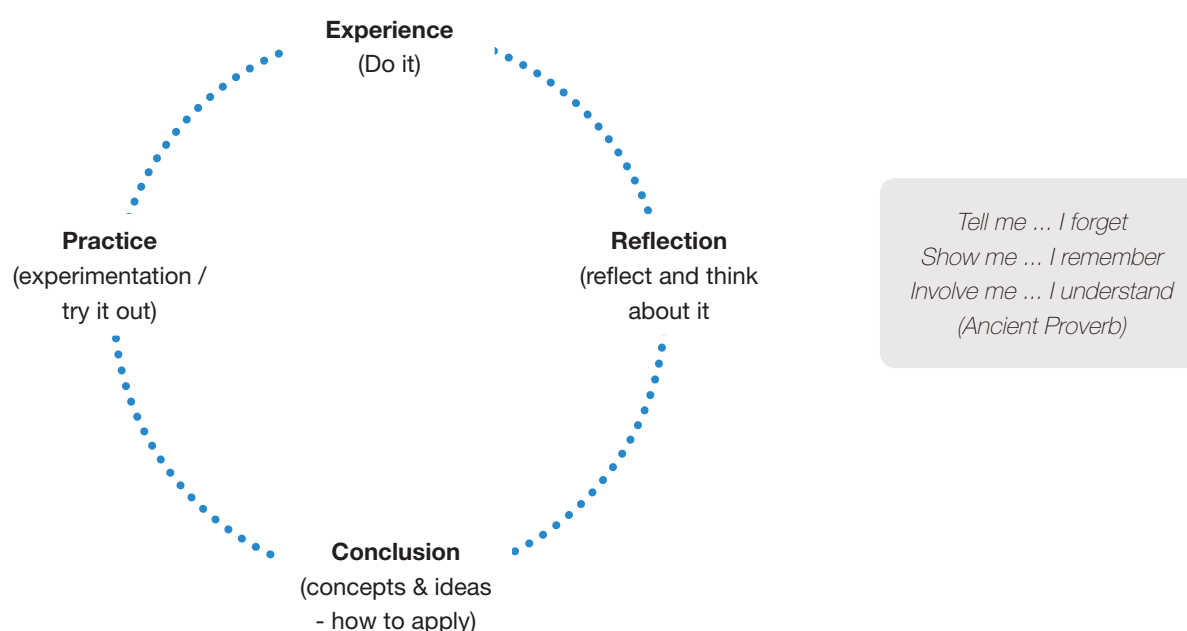 Experience
(Do it)
Practice
(experimentation /
try it out)
Reflection
(reflect and think
about it
Conclusion
(concepts & ideas
- how to apply)
Tell me ... I forget
Show me ... I remember
Involve me ... I understand
(Ancient Proverb)